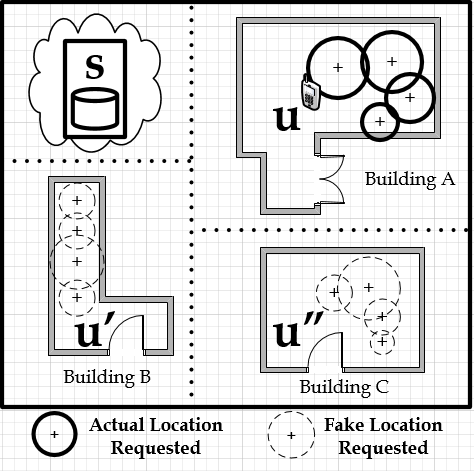 S
u
Building A
u′
Building B
u″
Building C
Actual Location
Requested
Fake Location
Requested